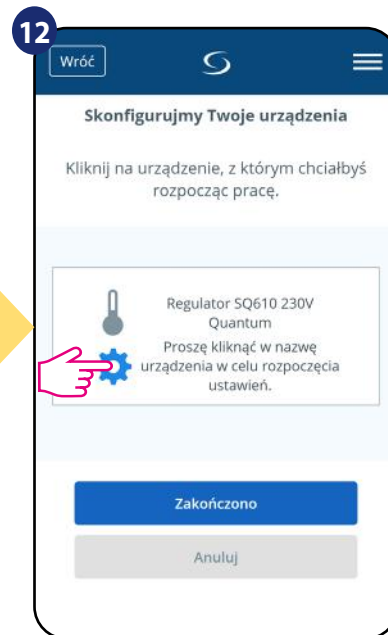 12
Wróć
Skonfigurujmy Twoje urządzenia
Kliknij na urządzenie, z którym chciałbyś
rozpocząc pracę.
Regulator SQ610 230V
Quantum
Proszę kliknąć w nazwę
urządzenia w celu rozpoczęcia
ustawień.
Zakończono
Anuluj